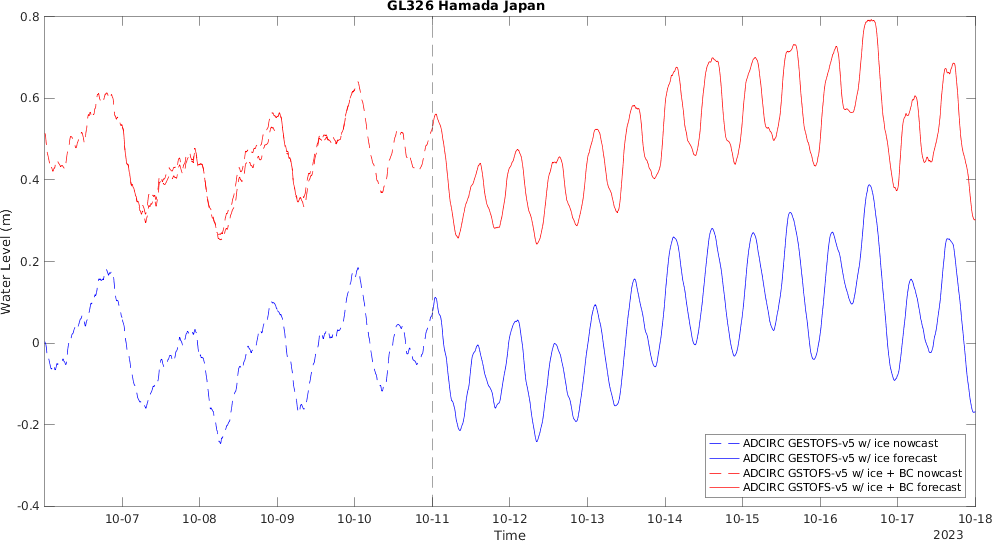 GL326 Hamada Japan
0.8
0.6
0.4
0.2
0
-0.2
-0.4
Water Level (m)
10-07 10-08 10-09 10-10 10-11 10-12 10-13 10-14 10-15 10-16 10-17 10-18
Time
2023
ADCIRC GESTOFS-v5 w/ ice nowcast
ADCIRC GESTOFS-v5 w/ ice forecast
ADCIRC GSTOFS-v5 w/ ice + BC nowcast
ADCIRC GSTOFS-v5 w/ ice + BC forecast